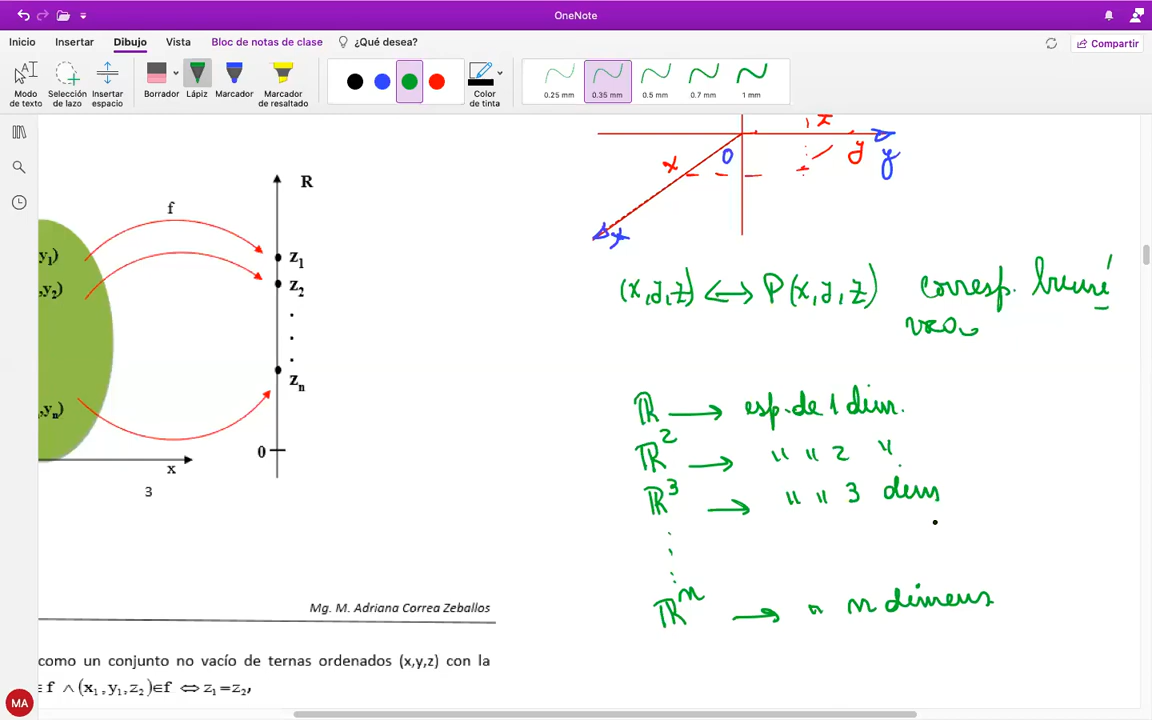 OneNote
Inicio Insertar Dibujo Vista Bloc de notas de clase ¿Qué desea? Compartir
Modo de texto Selección de lazo Insertar espacio Borrador Lápiz Marcador Marcador de resaltado Color de tinta 0.25 mm 0.35 mm 0.5 mm 0.7 mm 1 mm
R
f
y₁)
z₁
,y₂)
z₂
zₙ
,yₙ)
0
x
3
z
x
0
y
y
x
(x,y,z) ⟷ P(x,y,z) corresp. biuní
voca
ℝ → esp. de 1 dim.
ℝ² → " " 2 "
ℝ³ → " " 3 dims
ℝⁿ → " n dimens
Mg. M. Adriana Correa Zeballos
como un conjunto no vacío de ternas ordenados (x,y,z) con la
∈ f ∧ (x₁,y₁,z₂)∈f ⇔ z₁=z₂,
MA